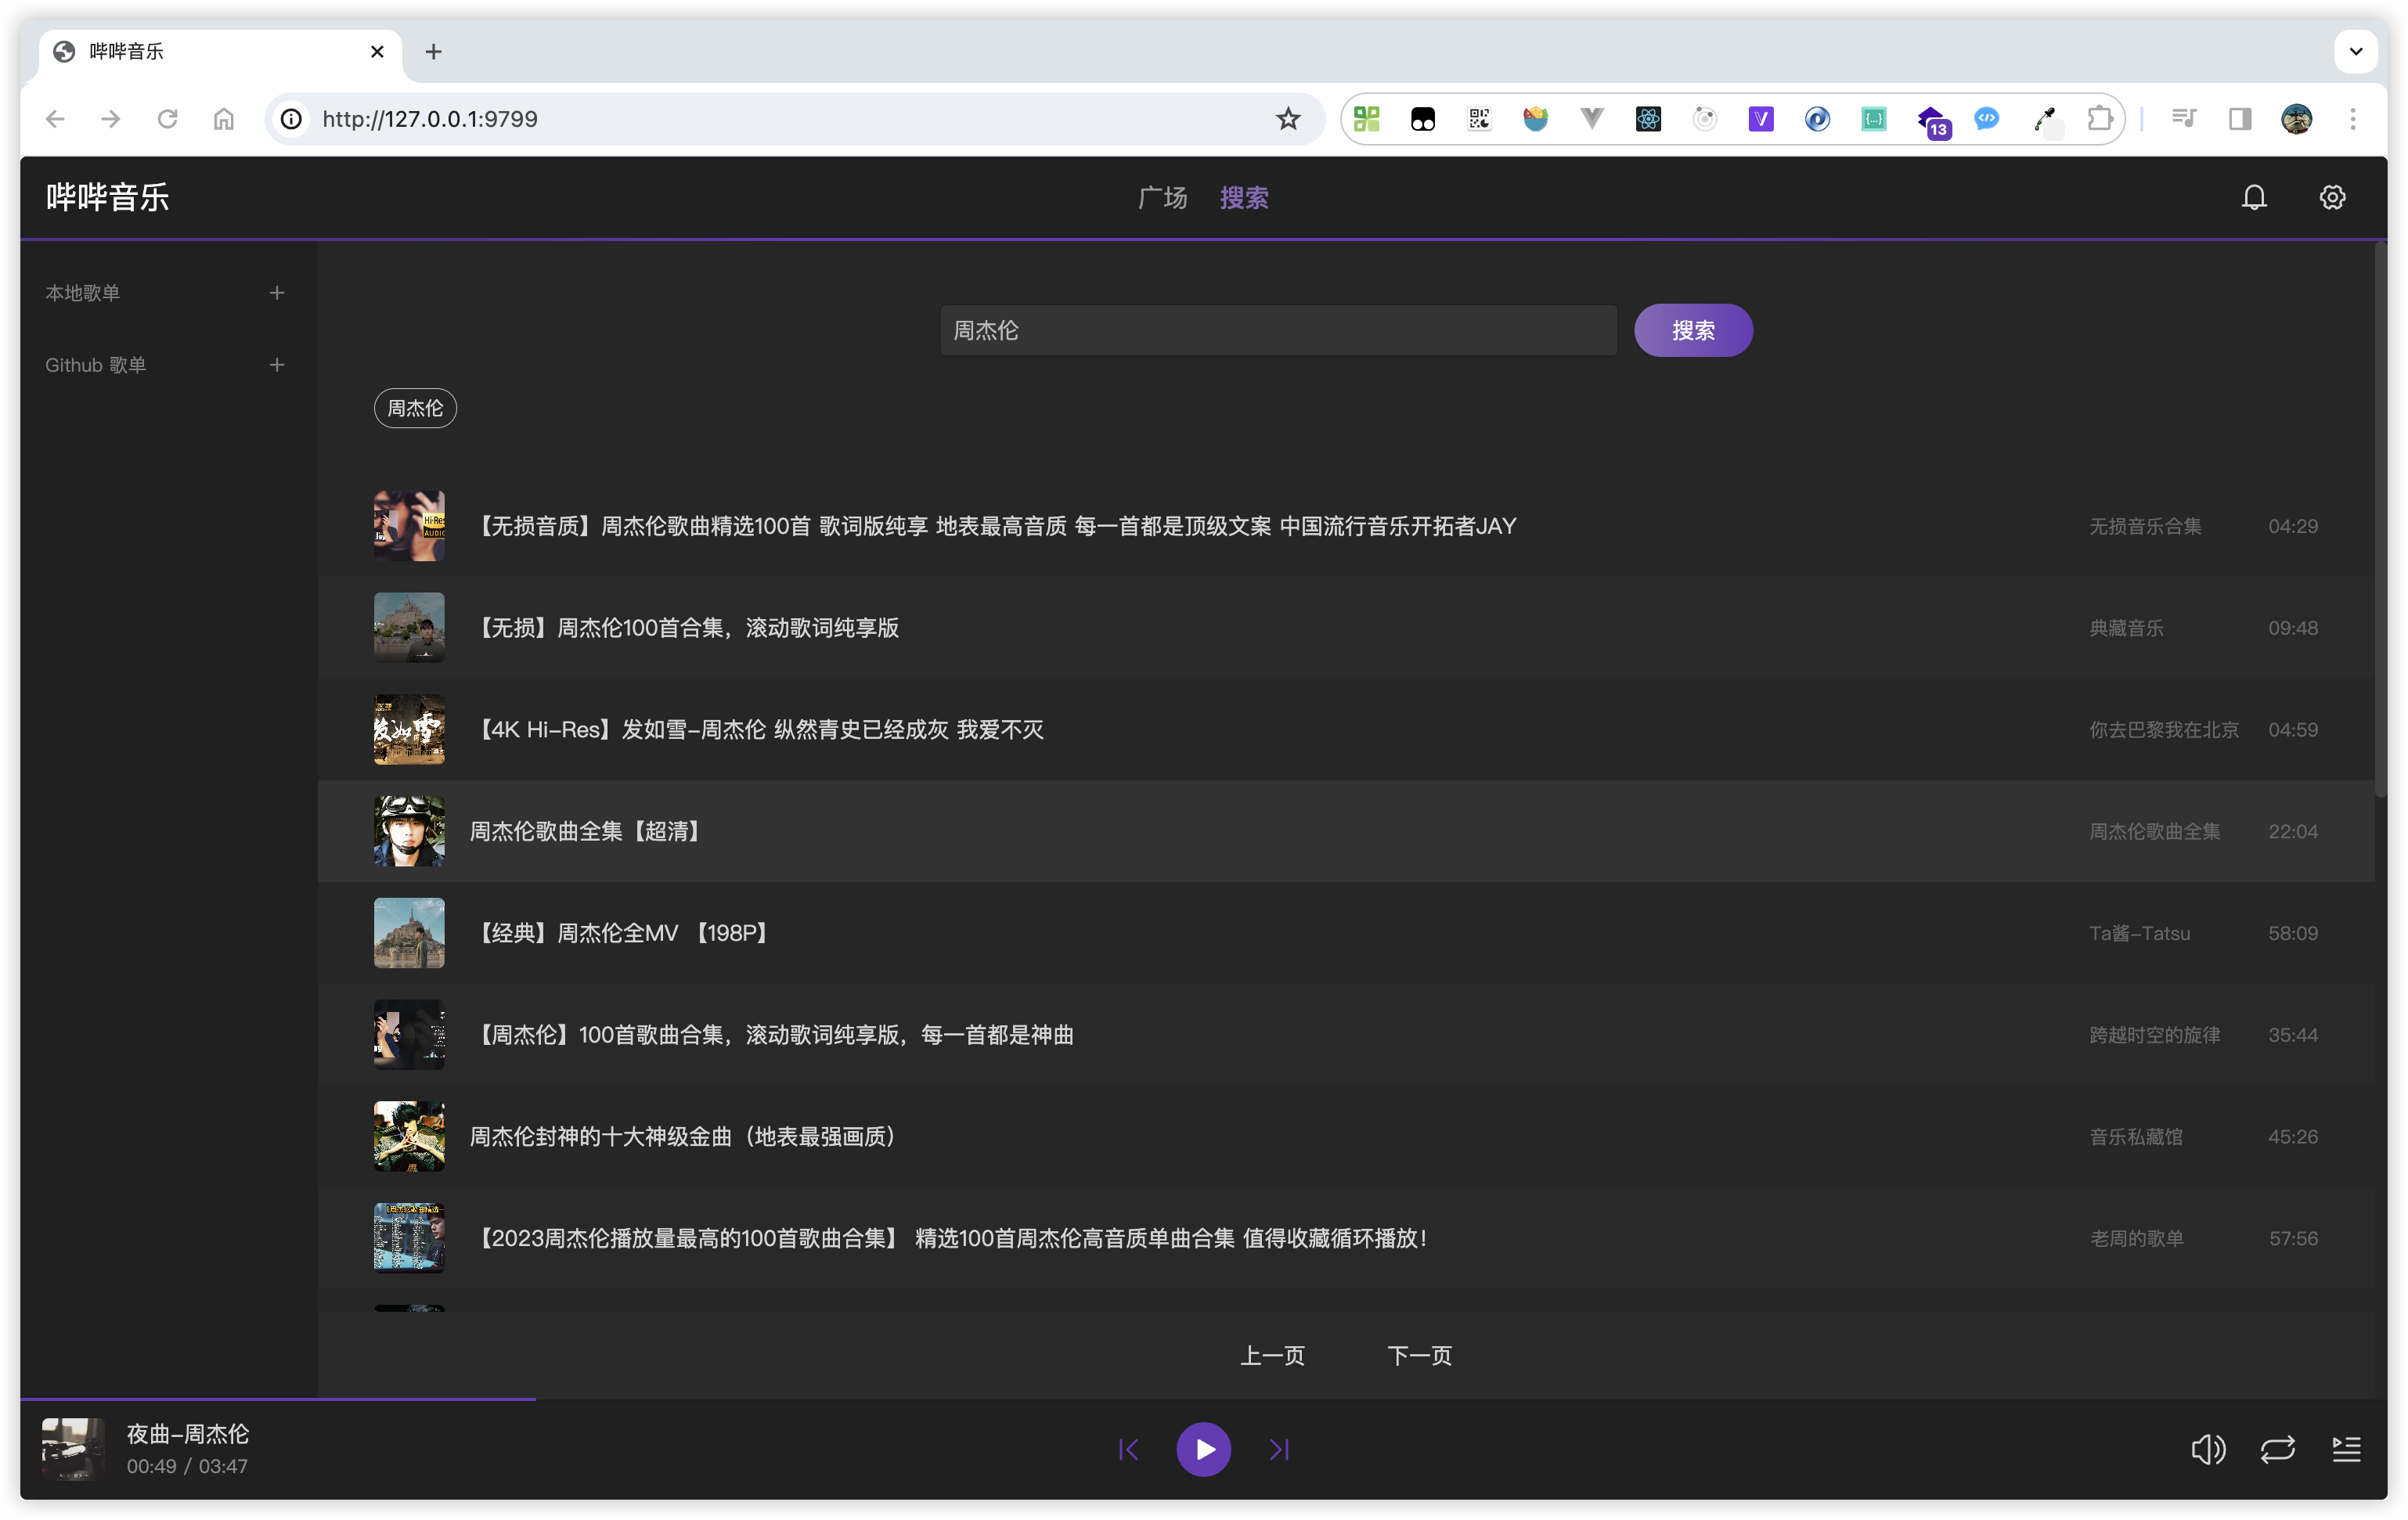 哔哔音乐
http://127.0.0.1:9799
13
哔哔音乐
广场 搜索
本地歌单
Github 歌单
周杰伦
搜索
周杰伦
Hi-Res
AUDIO
【无损音质】周杰伦歌曲精选100首 歌词版纯享 地表最高音质 每一首都是顶级文案 中国流行音乐开拓者JAY
无损音乐合集 04:29
【无损】周杰伦100首合集，滚动歌词纯享版
典藏音乐 09:48
发如雪
【4K Hi-Res】发如雪-周杰伦 纵然青史已经成灰 我爱不灭
你去巴黎我在北京 04:59
周杰伦歌曲全集【超清】
周杰伦歌曲全集 22:04
【经典】周杰伦全MV 【198P】
Ta酱-Tatsu 58:09
【周杰伦】100首歌曲合集，滚动歌词纯享版，每一首都是神曲
跨越时空的旋律 35:44
周杰伦封神的十大神级金曲（地表最强画质）
音乐私藏馆 45:26
【2023周杰伦播放量最高的100首歌曲合集】 精选100首周杰伦高音质单曲合集 值得收藏循环播放！
老周的歌单 57:56
上一页 下一页
夜曲-周杰伦
00:49 / 03:47